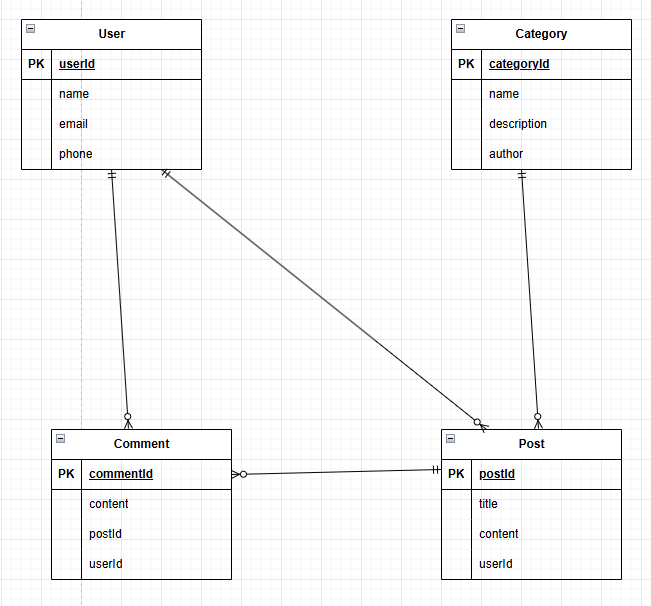 User
PK userId
name
email
phone
Category
PK categoryId
name
description
author
Comment
PK commentId
content
postId
userId
Post
PK postId
title
content
userId